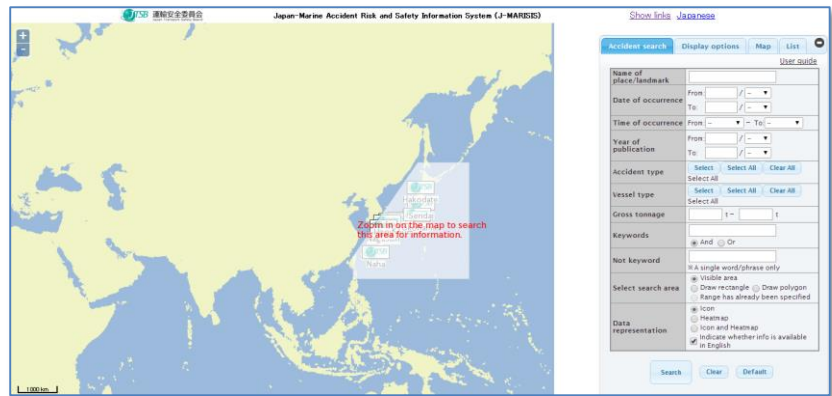 JTSB 運輸安全委員会
Japan-Marine Accident Risk and Safety Information System (J-MARISIS)
Show links Japanese
+
-
Accident search Display options Map List
User guide
Name of place/landmark
Date of occurrence From: / -
To: / -
Time of occurrence From: - - To: -
Year of publication From: / -
To: / -
Accident type Select Select All Clear All
Select All
Vessel type Select Select All Clear All
Select All
Gross tonnage t - t
Keywords
And Or
Not keyword
※A single word/phrase only
Select search area Visible area
Draw rectangle Draw polygon
Range has already been specified
Data representation Icon
Heatmap
Icon and Heatmap
Indicate whether info is available
in English
Search Clear Default
JTSB
Hakodate
Sendai
Zoom in on the map to search
this area for information.
JTSB
Naha
1000 km